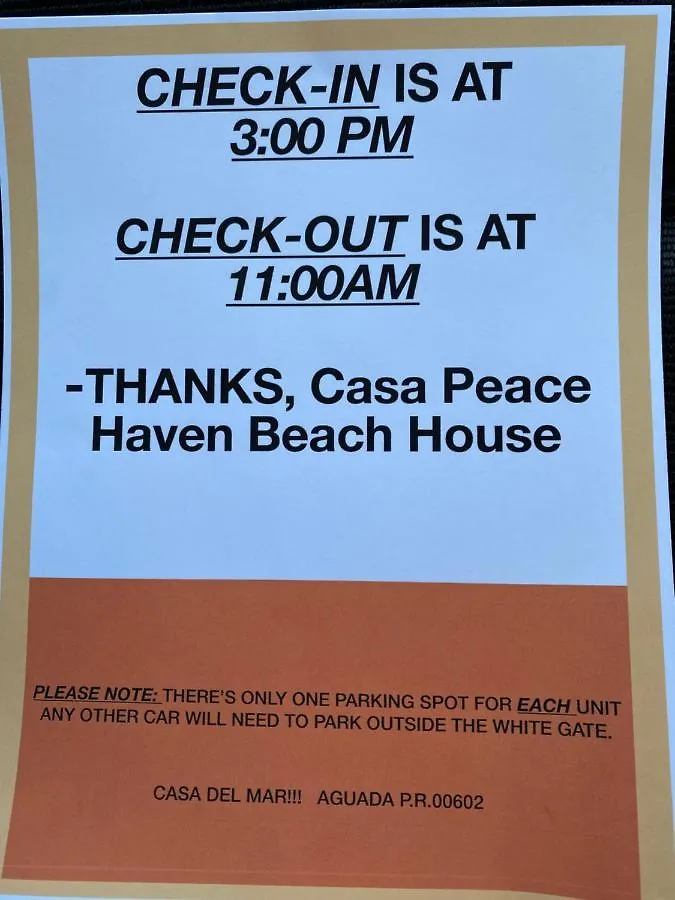 CHECK-IN IS AT
3:00 PM
CHECK-OUT IS AT
11:00AM
-THANKS, Casa Peace
Haven Beach House
PLEASE NOTE: THERE'S ONLY ONE PARKING SPOT FOR EACH UNIT
ANY OTHER CAR WILL NEED TO PARK OUTSIDE THE WHITE GATE.
CASA DEL MAR!!! AGUADA P.R.00602